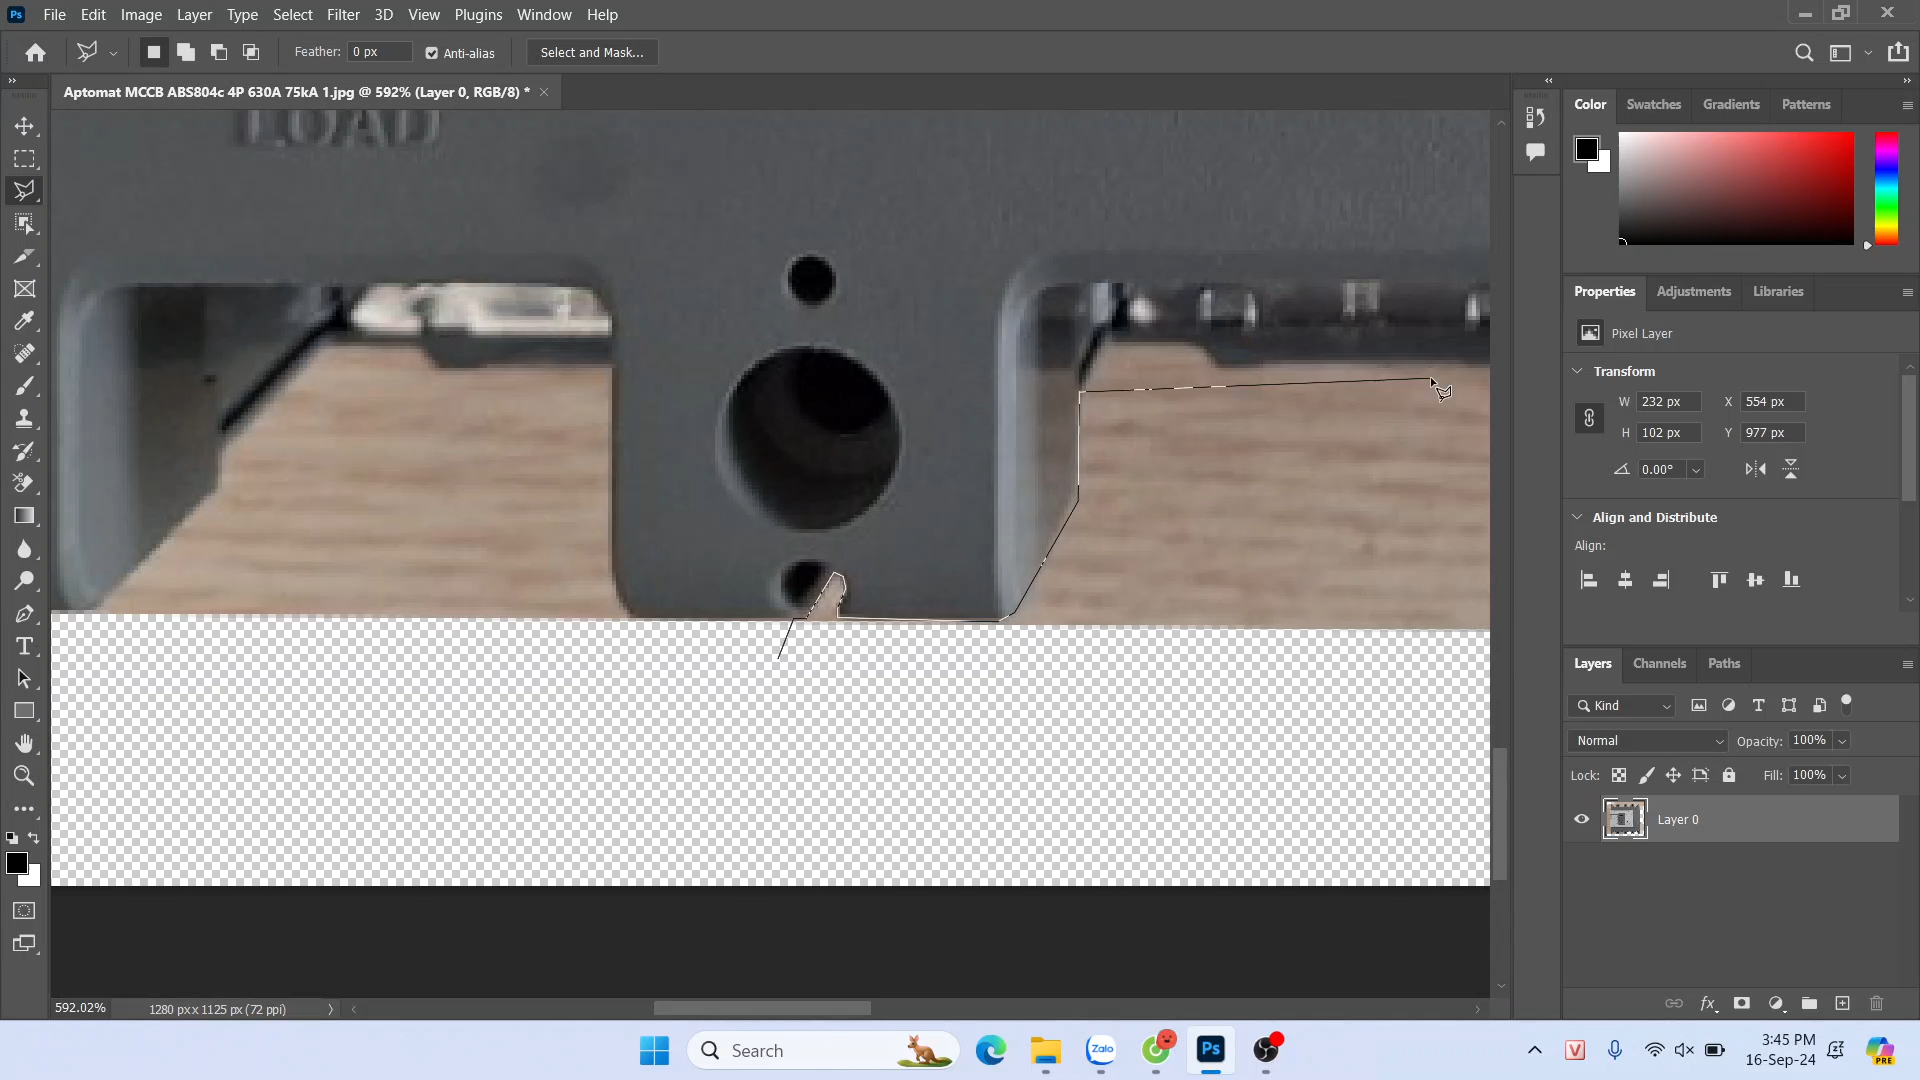 File Edit Image Layer Type Select Filter 3D View Plugins Window Help
Feather: 0 px Anti-alias Select and Mask...
Aptomat MCCB ABS804c 4P 630A 75kA 1.jpg @ 592% (Layer 0, RGB/8) *
LOAD
Color Swatches Gradients Patterns
Properties Adjustments Libraries
Pixel Layer
Transform
W 232 px X 554 px
H 102 px Y 977 px
0.00°
Align and Distribute
Align:
Layers Channels Paths
Kind
Normal Opacity: 100%
Lock: Fill: 100%
Layer 0
592.02% 1280 px x 1125 px (72 ppi)
Search
Zalo
Ps
V
3:45 PM
16-Sep-24
PRE